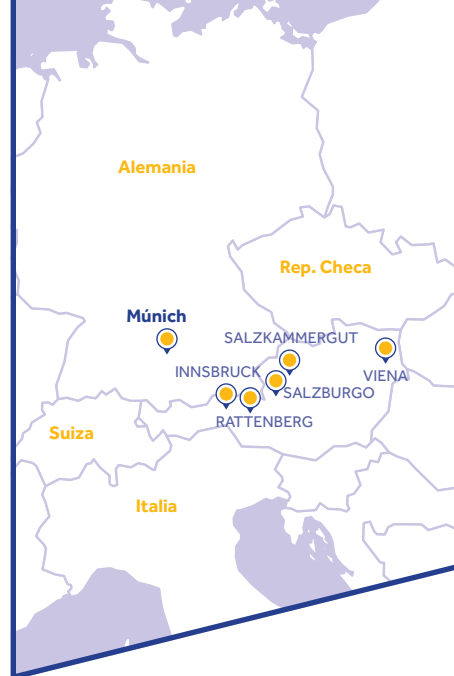 Alemania
Rep. Checa
Múnich
SALZKAMMERGUT
INNSBRUCK
VIENA
SALZBURGO
RATTENBERG
Suiza
Italia